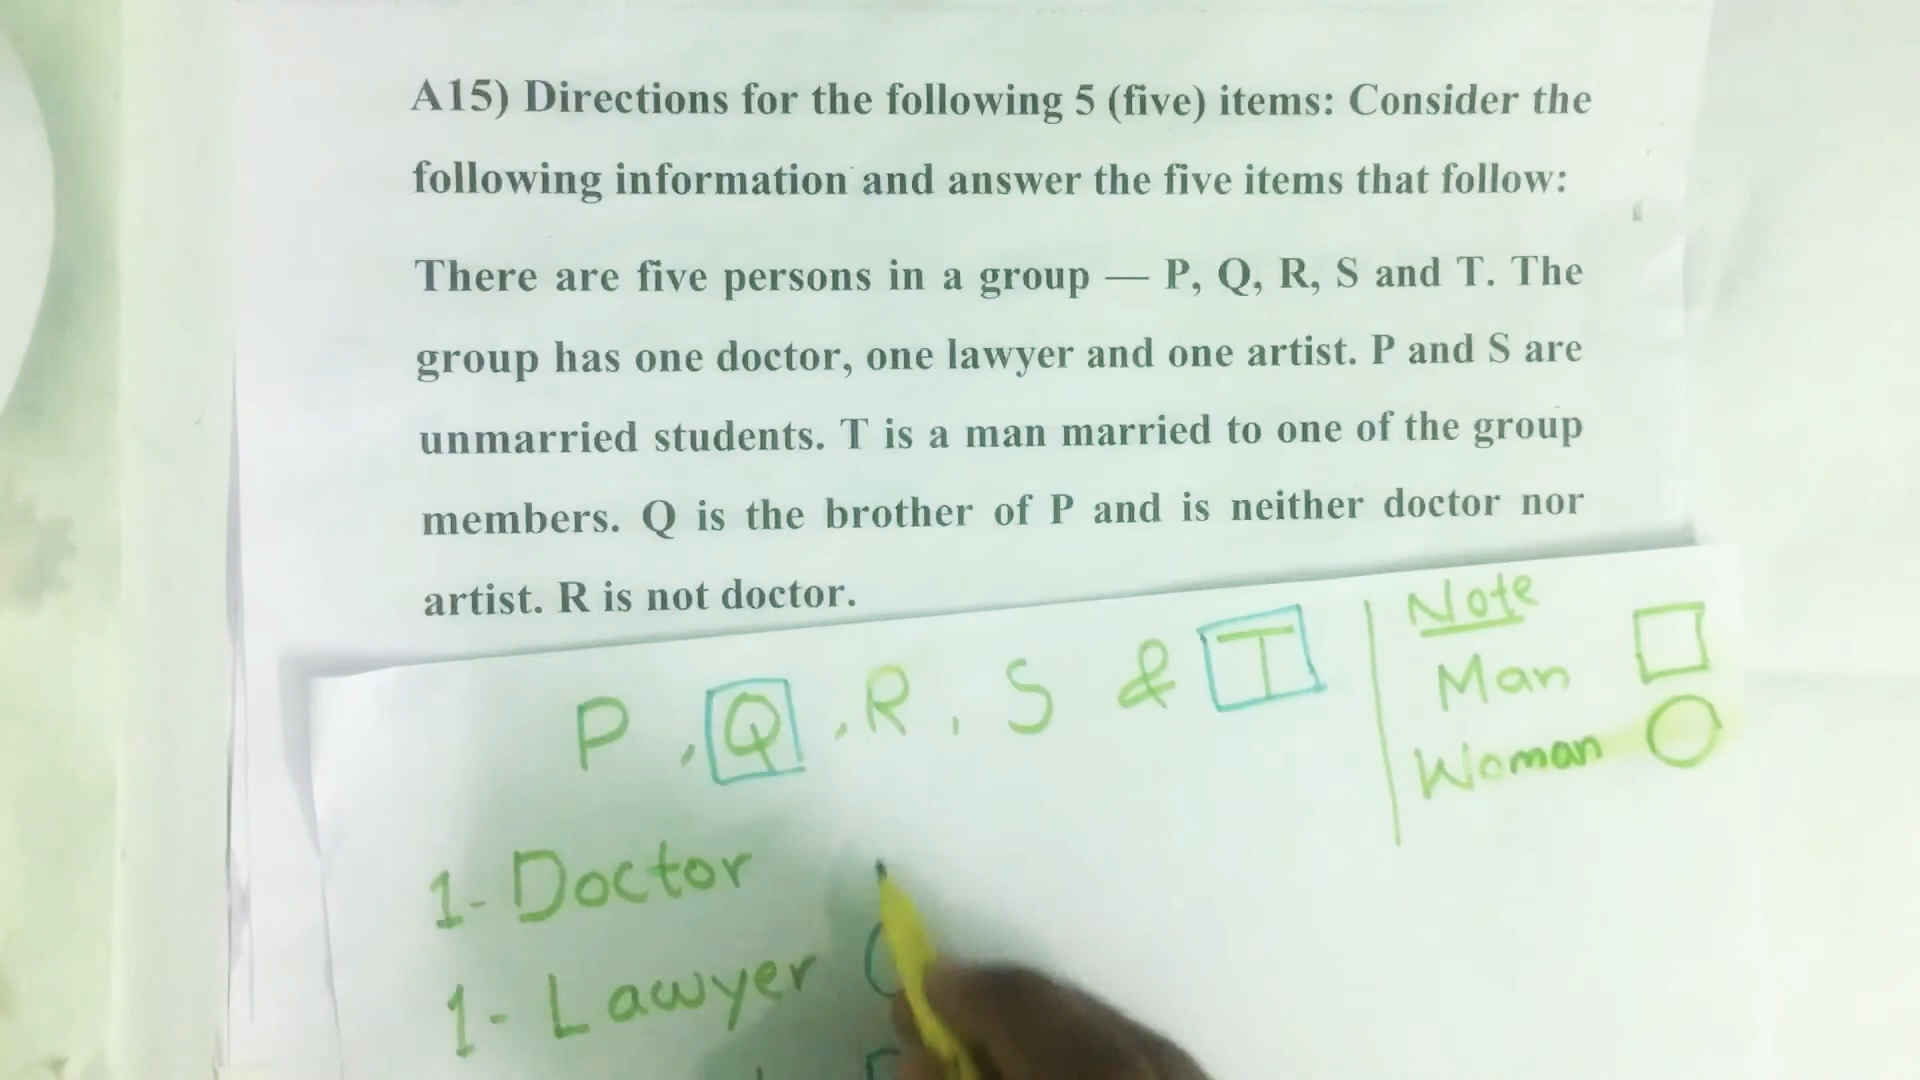 A15) Directions for the following 5 (five) items: Consider the
following information and answer the five items that follow:
There are five persons in a group — P, Q, R, S and T. The
group has one doctor, one lawyer and one artist. P and S are
unmarried students. T is a man married to one of the group
members. Q is the brother of P and is neither doctor nor
artist. R is not doctor.
P, Q, R, S & T
Note
Man
Woman
1- Doctor
1- Lawyer